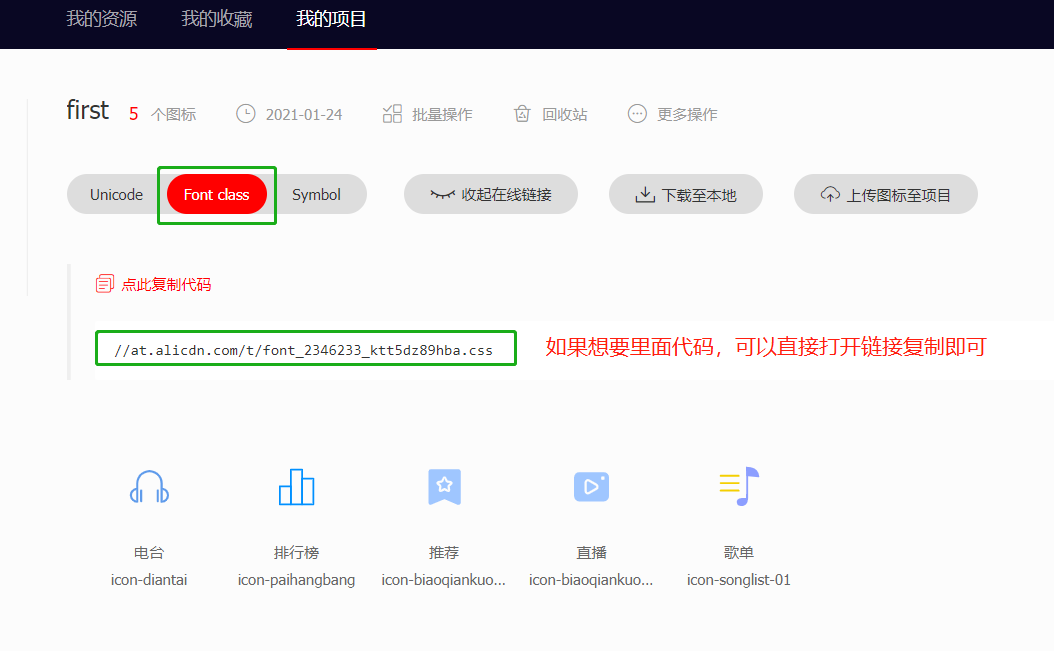 我的资源 我的收藏 我的项目
first 5 个图标 2021-01-24 批量操作 回收站 更多操作
Unicode Font class Symbol 收起在线链接 下载至本地 上传图标至项目
点此复制代码
//at.alicdn.com/t/font_2346233_ktt5dz89hba.css 如果想要里面代码，可以直接打开链接复制即可
电台 排行榜 推荐 直播 歌单
icon-diantai icon-paihangbang icon-biaoqiankuo... icon-biaoqiankuo... icon-songlist-01